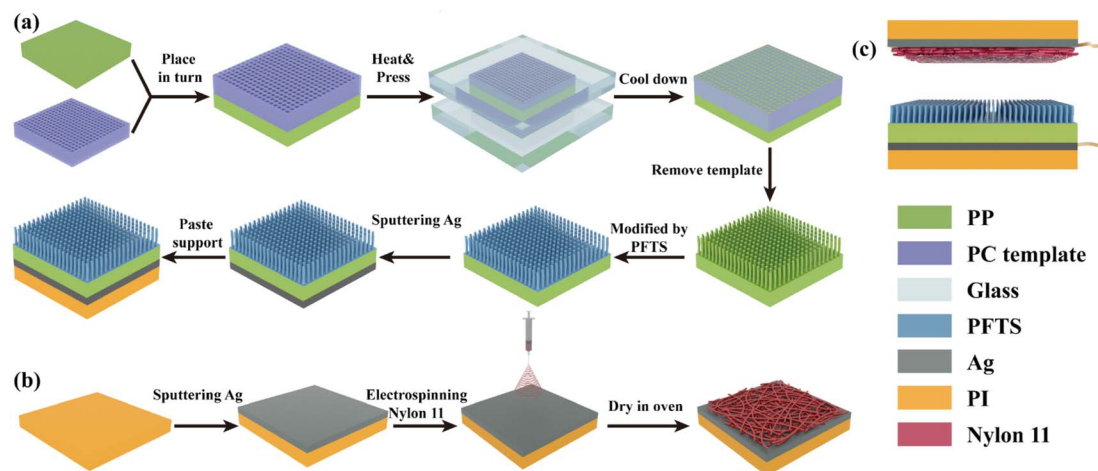 (a)
Place
in turn
Heat&
Press
Cool down
Remove template
Modified by
PFTS
Sputtering Ag
Paste
support
(b)
Sputtering Ag
Electrospinning
Nylon 11
Dry in oven
(c)
PP
PC template
Glass
PFTS
Ag
PI
Nylon 11